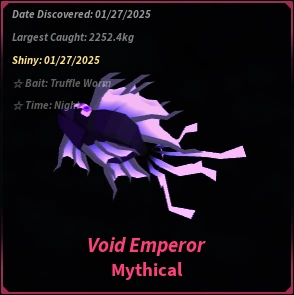 Date Discovered: 01/27/2025
Largest Caught: 2252.4kg
Shiny: 01/27/2025
☆ Bait: Truffle Worm
☆ Time: Night
Void Emperor
Mythical